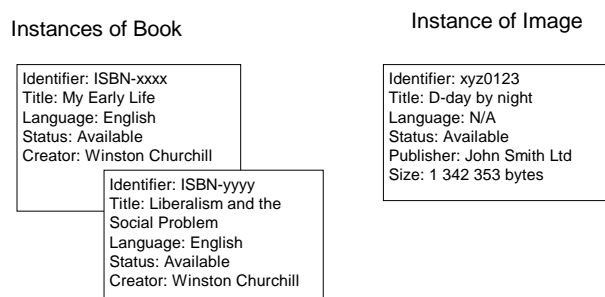 Instances of Book
Identifier: ISBN-xxxx
Title: My Early Life
Language: English
Status: Available
Creator: Winston Churchill
Identifier: ISBN-yyyy
Title: Liberalism and the
Social Problem
Language: English
Status: Available
Creator: Winston Churchill
Instance of Image
Identifier: xyz0123
Title: D-day by night
Language: N/A
Status: Available
Publisher: John Smith Ltd
Size: 1 342 353 bytes